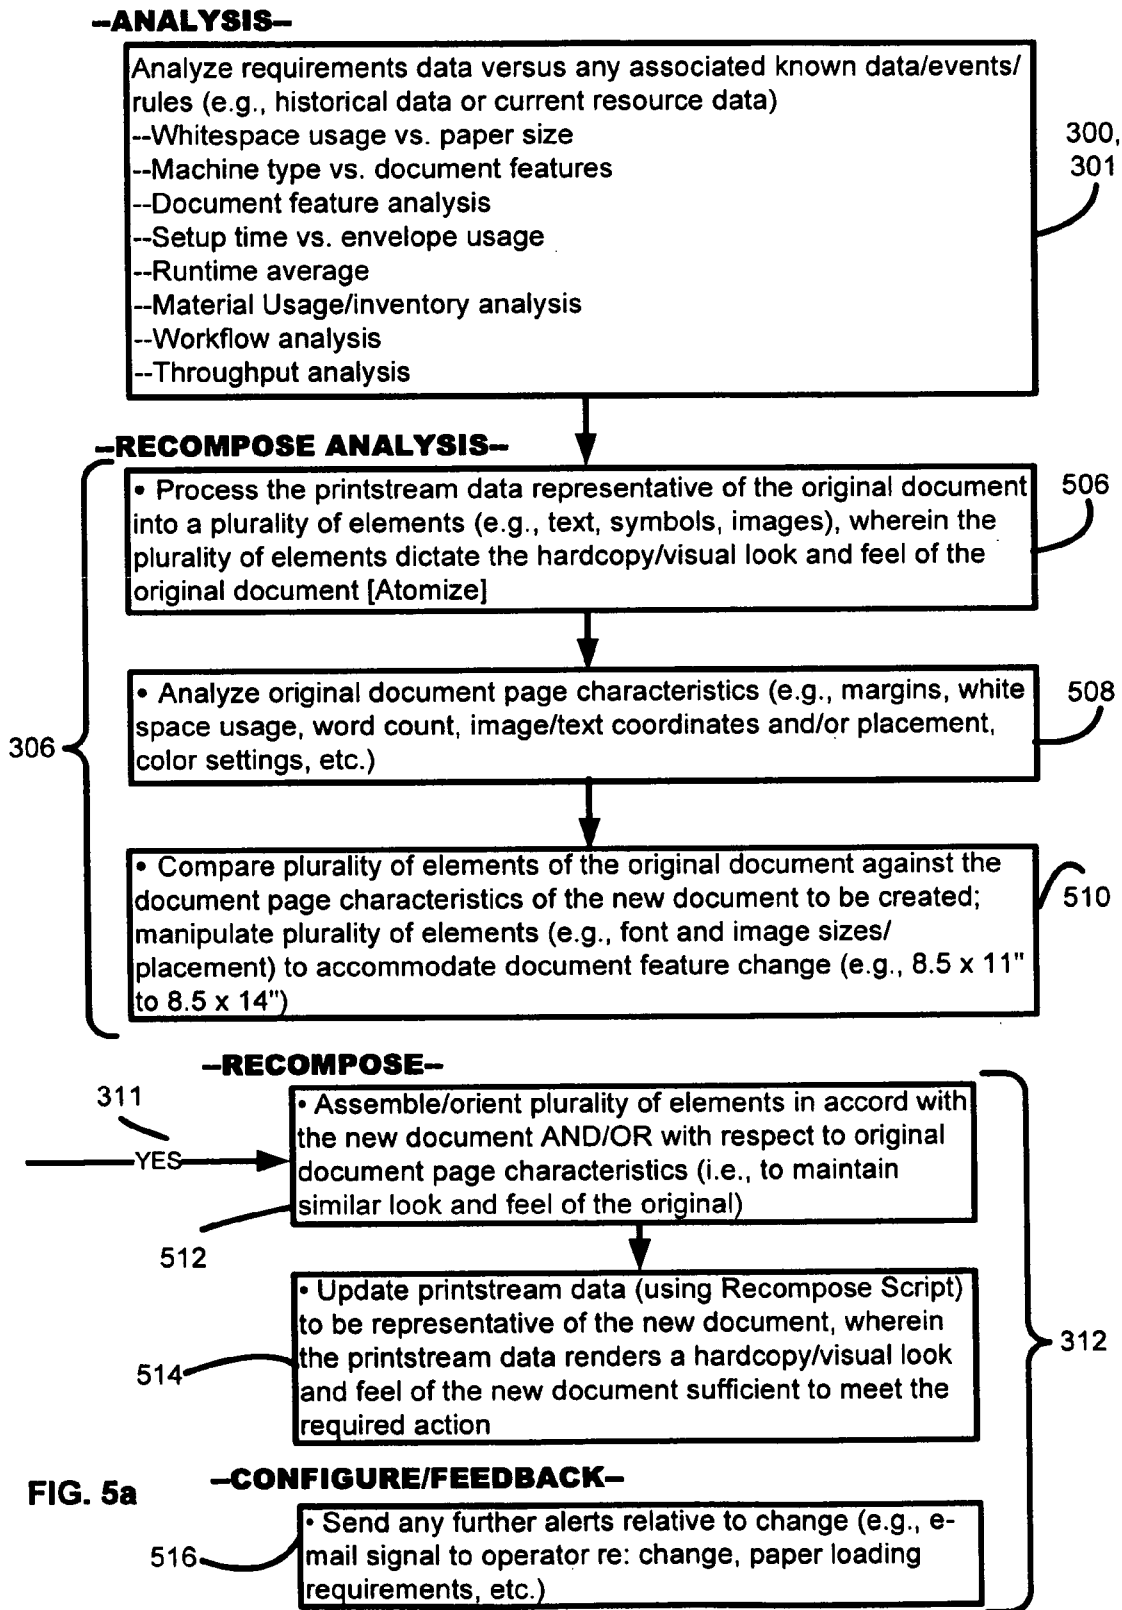 –ANALYSIS–
Analyze requirements data versus any associated known data/events/
rules (e.g., historical data or current resource data)
--Whitespace usage vs. paper size
--Machine type vs. document features
--Document feature analysis
--Setup time vs. envelope usage
--Runtime average
--Material Usage/inventory analysis
--Workflow analysis
--Throughput analysis
300,
301
–RECOMPOSE ANALYSIS–
• Process the printstream data representative of the original document
into a plurality of elements (e.g., text, symbols, images), wherein the
plurality of elements dictate the hardcopy/visual look and feel of the
original document [Atomize]
506
• Analyze original document page characteristics (e.g., margins, white
space usage, word count, image/text coordinates and/or placement,
color settings, etc.)
508
306
• Compare plurality of elements of the original document against the
document page characteristics of the new document to be created;
manipulate plurality of elements (e.g., font and image sizes/
placement) to accommodate document feature change (e.g., 8.5 x 11"
to 8.5 x 14")
510
–RECOMPOSE–
311
YES
• Assemble/orient plurality of elements in accord with
the new document AND/OR with respect to original
document page characteristics (i.e., to maintain
similar look and feel of the original)
512
• Update printstream data (using Recompose Script)
to be representative of the new document, wherein
the printstream data renders a hardcopy/visual look
and feel of the new document sufficient to meet the
required action
514
312
–CONFIGURE/FEEDBACK–
FIG. 5a
• Send any further alerts relative to change (e.g., e-
mail signal to operator re: change, paper loading
requirements, etc.)
516